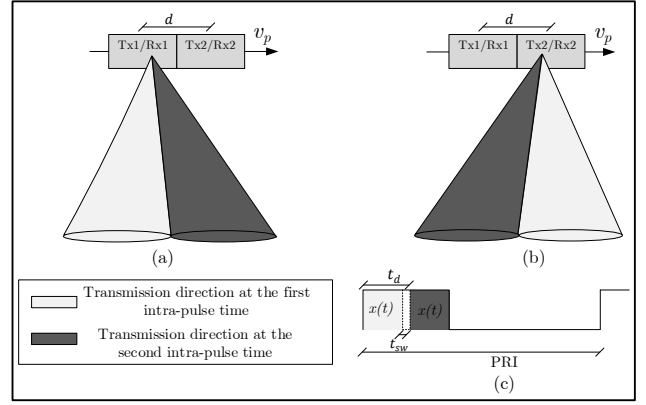 d
Tx1/Rx1 Tx2/Rx2
v_p
(a)
d
Tx1/Rx1 Tx2/Rx2
v_p
(b)
Transmission direction at the first
intra-pulse time
Transmission direction at the
second intra-pulse time
t_d
x(t) x(t)
t_sw
PRI
(c)